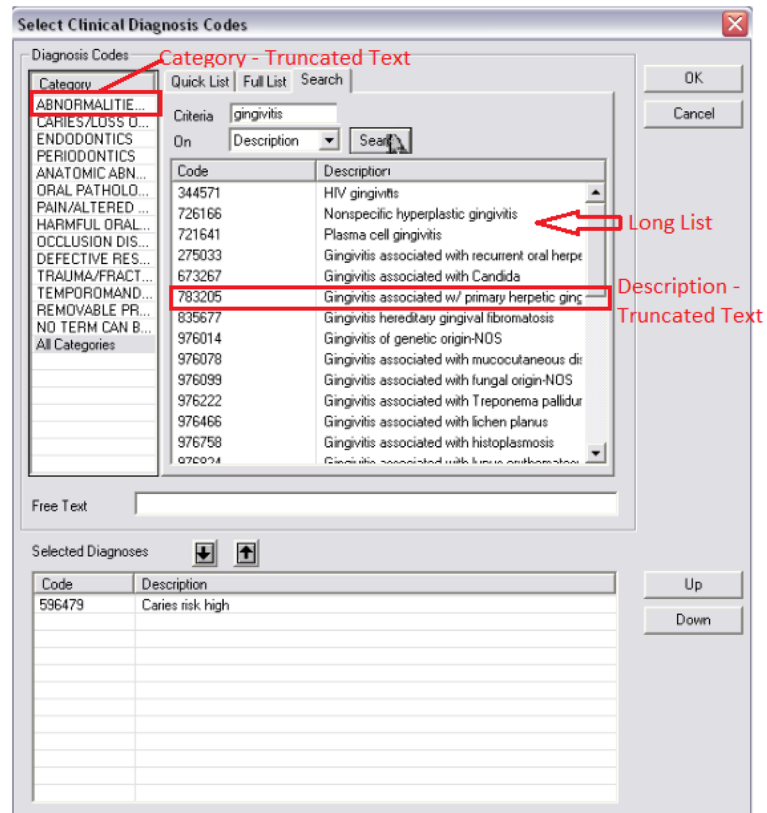 Select Clinical Diagnosis Codes
Diagnosis Codes
Category - Truncated Text
Category
ABNORMALITIE...
CARIES/LOSS O...
ENDODONTICS
PERIODONTICS
ANATOMIC ABN...
ORAL PATHOLO...
PAIN/ALTERED ...
HARMFUL ORAL...
OCCLUSION DIS...
DEFECTIVE RES...
TRAUMA/FRACT...
TEMPOROMAND...
REMOVABLE PR...
NO TERM CAN B...
All Categories
Quick List Full List Search
Criteria gingivitis
On Description Search
Code Description
344571 HIV gingivitis
726166 Nonspecific hyperplastic gingivitis
721641 Plasma cell gingivitis
275033 Gingivitis associated with recurrent oral herpe
673267 Gingivitis associated with Candida
783205 Gingivitis associated w/ primary herpetic ging
835677 Gingivitis hereditary gingival fibromatosis
976014 Gingivitis of genetic origin-NOS
976078 Gingivitis associated with mucocutaneous dis
976099 Gingivitis associated with fungal origin-NOS
976222 Gingivitis associated with Treponema pallidur
976466 Gingivitis associated with lichen planus
976758 Gingivitis associated with histoplasmosis
976824 Gingivitis associated with lupus
Long List
Description -
Truncated Text
OK
Cancel
Free Text
Selected Diagnoses
Code Description
596479 Caries risk high
Up
Down